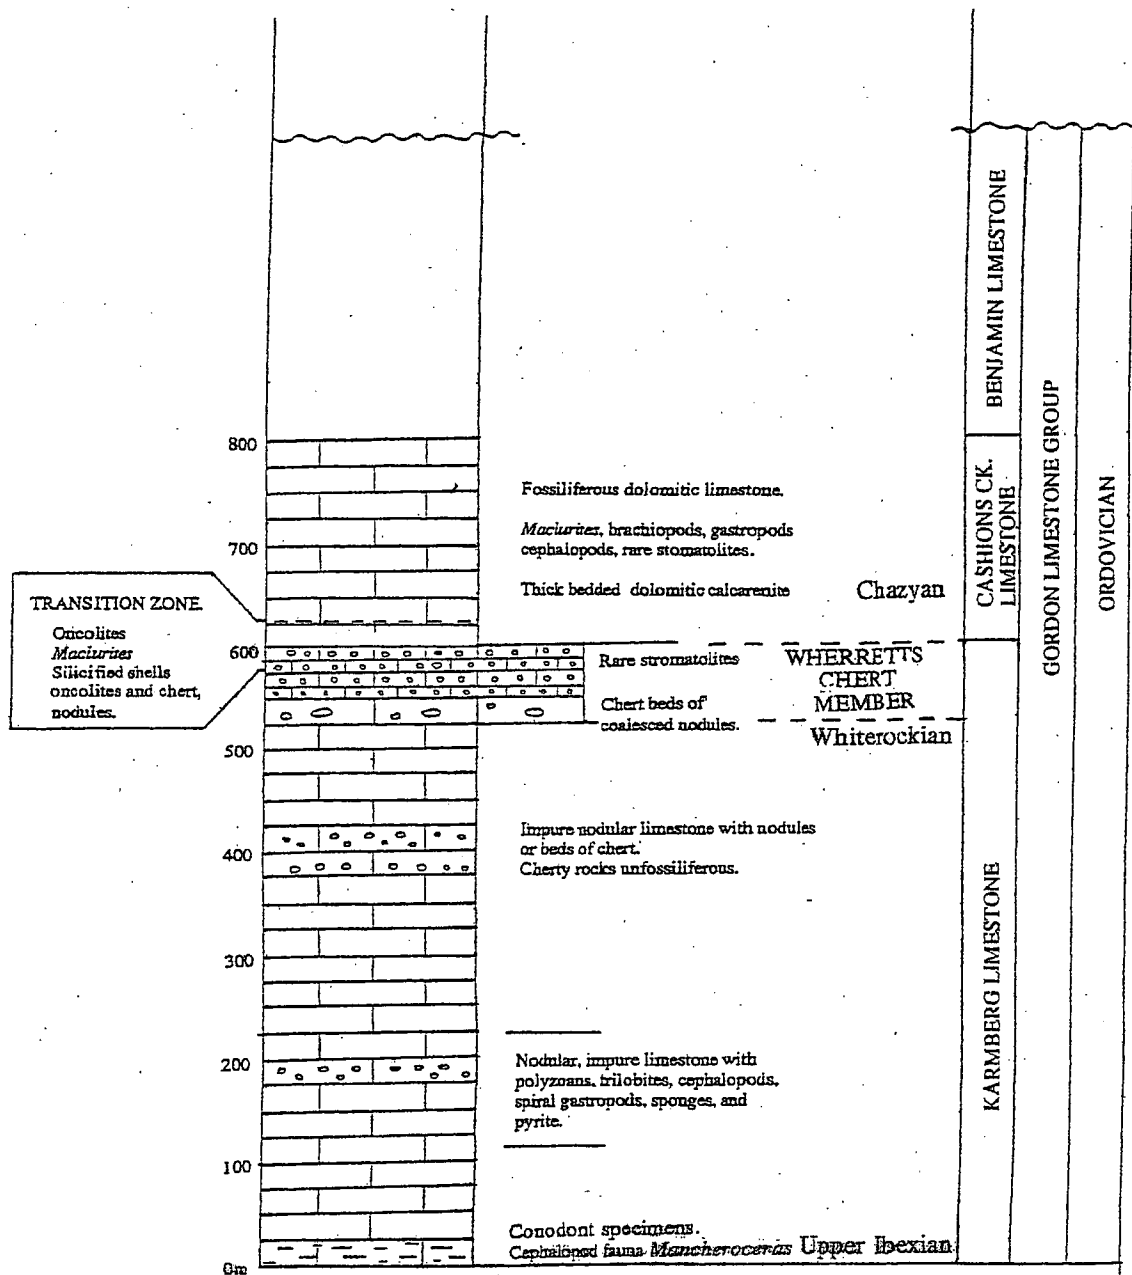 BENJAMIN LIMESTONE
GORDON LIMESTONE GROUP
ORDOVICIAN
800
Fossiliferous dolomitic limestone.
Maciurites, brachiopods, gastropods
cephalopods, rare stomatolites.
700
Thick bedded dolomitic calcarenite
Chazyan
CASHIONS CK.
LIMESTONE
TRANSITION ZONE.
Oncolites
Maciurites
Silicified shells
oncolites and chert,
nodules.
600
Rare stromatolites
WHERRETTS
CHERT
MEMBER
Chert beds of
coalesced nodules.
Whiterockian
500
Impure nodular limestone with nodules
or beds of chert.
Cherty rocks unfossiliferous.
400
KARMBERG LIMESTONE
300
200
Nodular, impure limestone with
polyzoans, trilobites, cephalopods,
spiral gastropods, sponges, and
pyrite.
100
Conodont specimens.
Cephalopod fauna Mancheroceras Upper Ibexian
0m